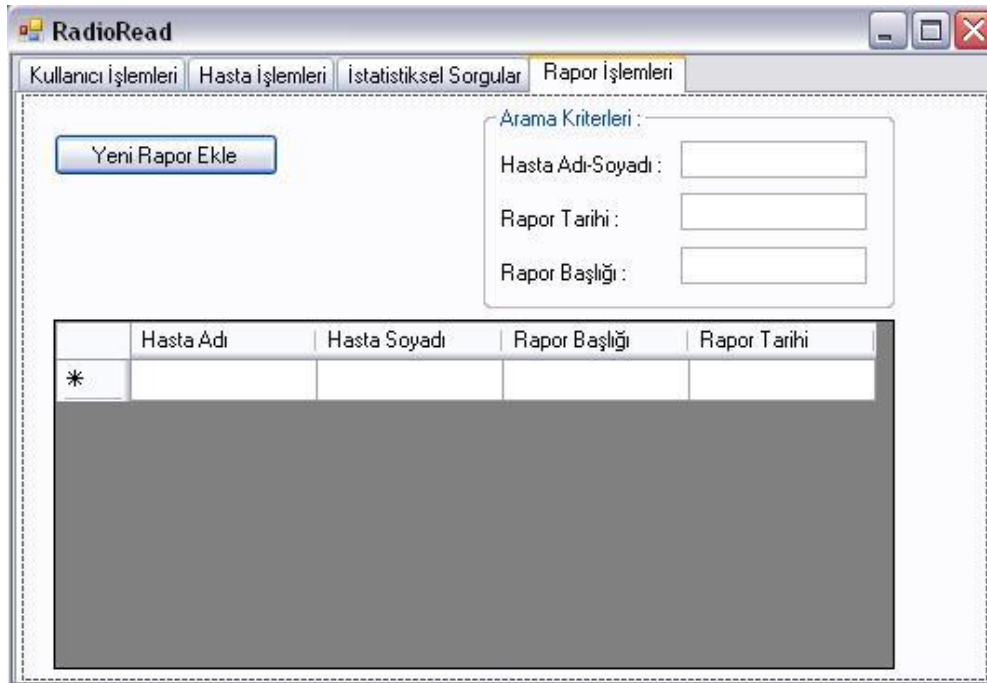 RadioRead
Kullanıcı İşlemleri Hasta İşlemleri İstatistiksel Sorgular Rapor İşlemleri
Yeni Rapor Ekle
Arama Kriterleri :
Hasta Adı-Soyadı :
Rapor Tarihi :
Rapor Başlığı :
Hasta Adı Hasta Soyadı Rapor Başlığı Rapor Tarihi